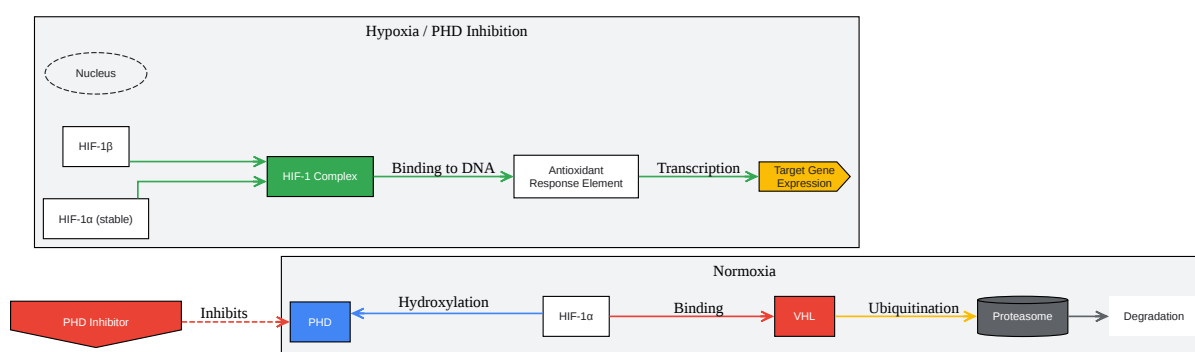 Hypoxia / PHD Inhibition
Nucleus
HIF-1β
HIF-1α (stable)
HIF-1 Complex
Binding to DNA
Antioxidant
Response Element
Transcription
Target Gene
Expression
Normoxia
PHD Inhibitor
Inhibits
PHD
Hydroxylation
HIF-1α
Binding
VHL
Ubiquitination
Proteasome
Degradation